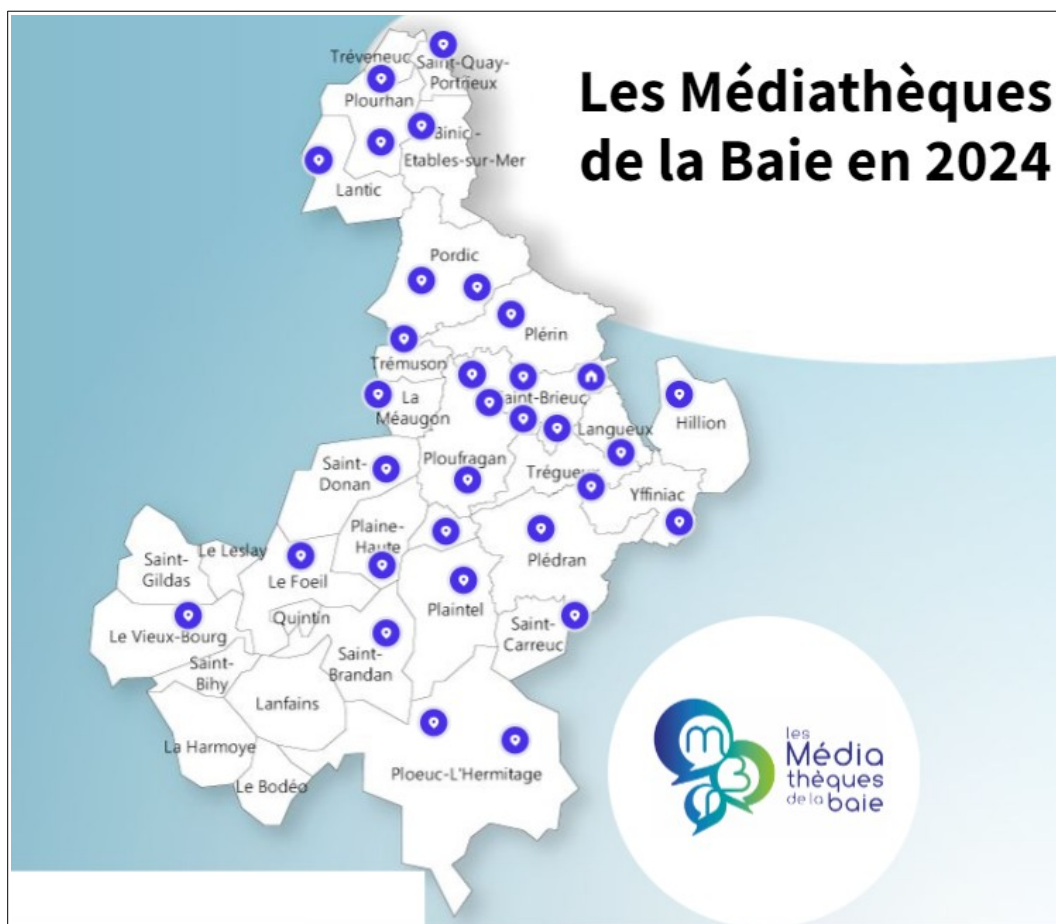 Les Médiathèques
de la Baie en 2024
Tréveneuc
Saint-Quay-
Portrieux
Plourhan
Binic-
Etables-sur-Mer
Lantic
Pordic
Plérin
Trémuson
La
Méaugon
Saint-Brieuc
Langueux
Hillion
Ploufragan
Trégueux
Saint-
Donan
Yffiniac
Plaine-
Haute
Plédran
Saint-
Gildas
Le Leslay
Le Foeil
Plaintel
Quintin
Le Vieux-Bourg
Saint-
Carreuc
Saint-
Brandan
Saint-
Bihy
Lanfains
La Harmoye
Le Bodéo
Ploeuc-L'Hermitage
les
Média
thèques
de la baie